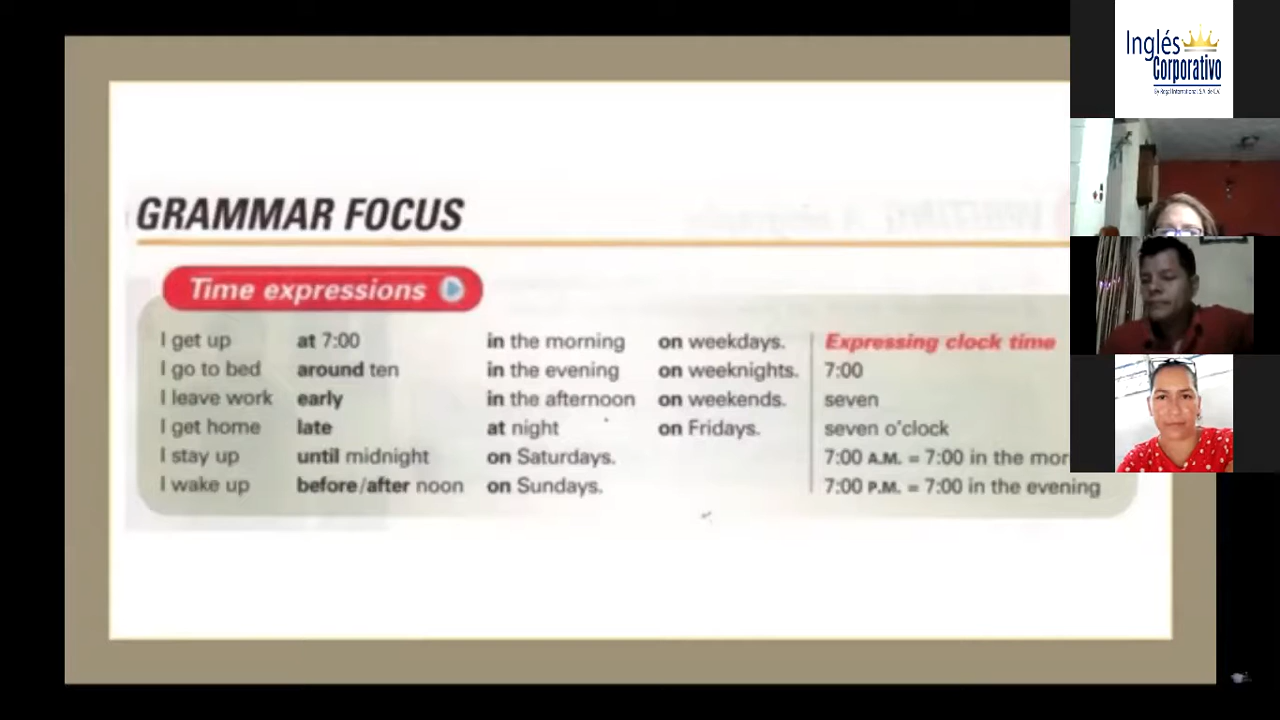 GRAMMAR FOCUS
Time expressions
I get up at 7:00 in the morning on weekdays.
I go to bed around ten in the evening on weeknights.
I leave work early in the afternoon on weekends.
I get home late at night on Fridays.
I stay up until midnight on Saturdays.
I wake up before/after noon on Sundays.
Expressing clock time
7:00
seven
seven o'clock
7:00 A.M. = 7:00 in the mor
7:00 P.M. = 7:00 in the evening
Inglés
Corporativo